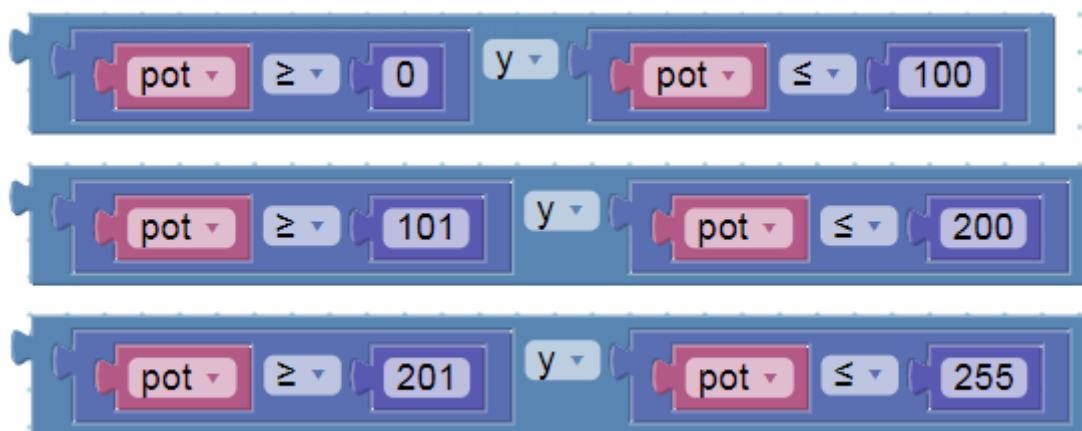 pot ≥ 0 y pot ≤ 100
pot ≥ 101 y pot ≤ 200
pot ≥ 201 y pot ≤ 255